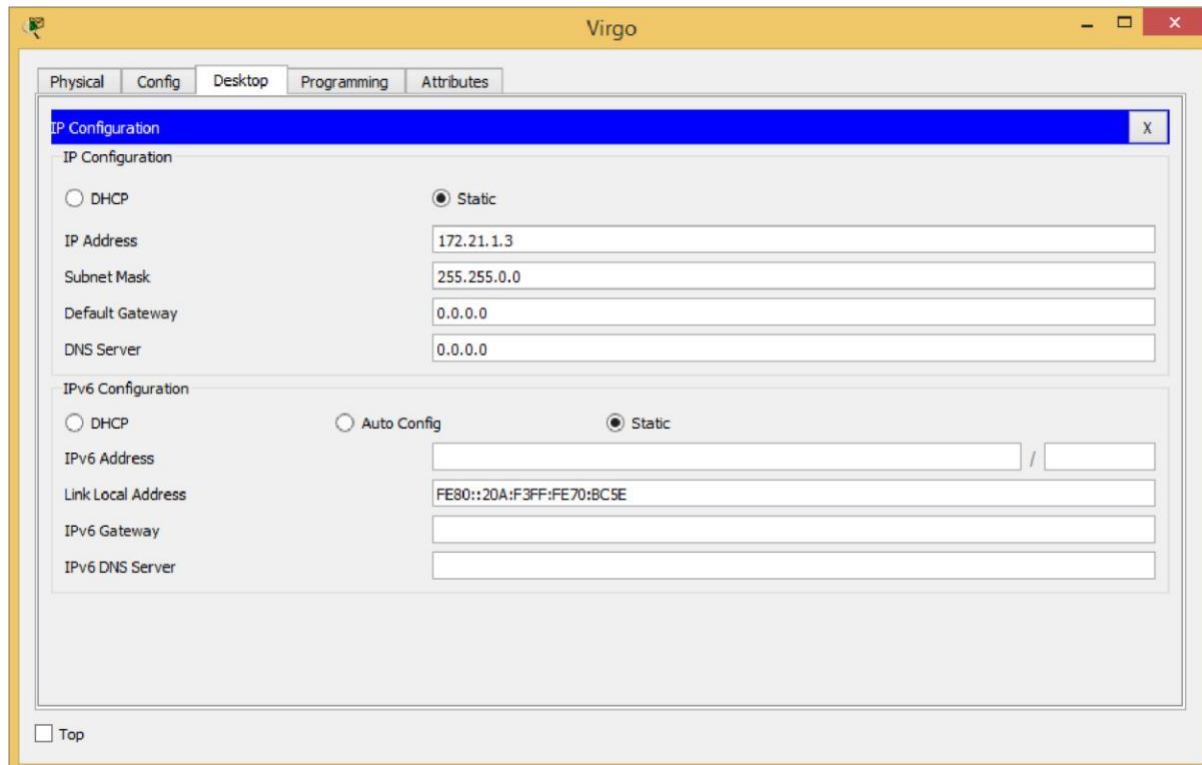 Virgo
Physical Config Desktop Programming Attributes
IP Configuration X
IP Configuration
DHCP Static
IP Address 172.21.1.3
Subnet Mask 255.255.0.0
Default Gateway 0.0.0.0
DNS Server 0.0.0.0
IPv6 Configuration
DHCP Auto Config Static
IPv6 Address /
Link Local Address FE80::20A:F3FF:FE70:BC5E
IPv6 Gateway
IPv6 DNS Server
Top